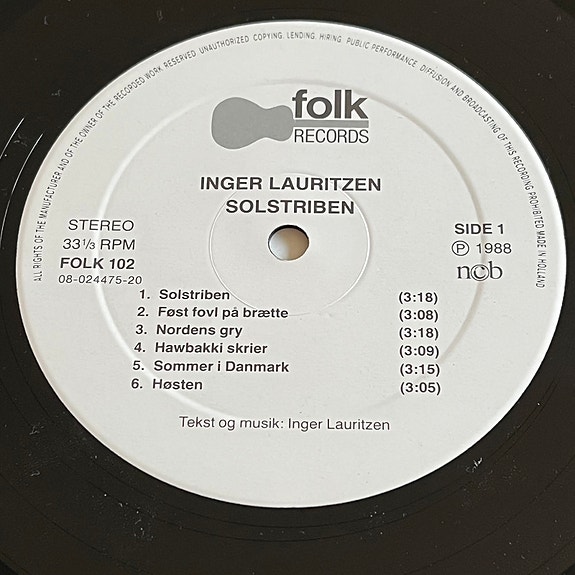 ALL RIGHTS OF THE MANUFACTURER AND OF THE OWNER OF THE RECORDED WORK RESERVED. UNAUTHORIZED COPYING, LENDING, HIRING, PUBLIC PERFORMANCE, DIFFUSION AND BROADCASTING OF THIS RECORD PROHIBITED MADE IN HOLLAND
folk
RECORDS
INGER LAURITZEN
SOLSTRIBEN
STEREO
33⅓ RPM
FOLK 102
08-024475-20
SIDE 1
℗ 1988
ncb
1. Solstriben (3:18)
2. Føst fovl på brætte (3:08)
3. Nordens gry (3:18)
4. Hawbakki skrier (3:09)
5. Sommer i Danmark (3:15)
6. Høsten (3:05)
Tekst og musik: Inger Lauritzen